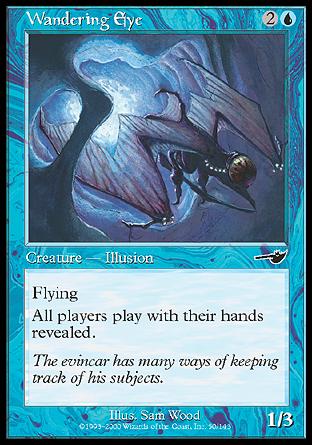 Wandering Eye 2
Creature — Illusion
Flying
All players play with their hands
revealed.
The evincar has many ways of keeping
track of his subjects.
Illus. Sam Wood
©1993-2000 Wizards of the Coast, Inc. 50/143
1/3